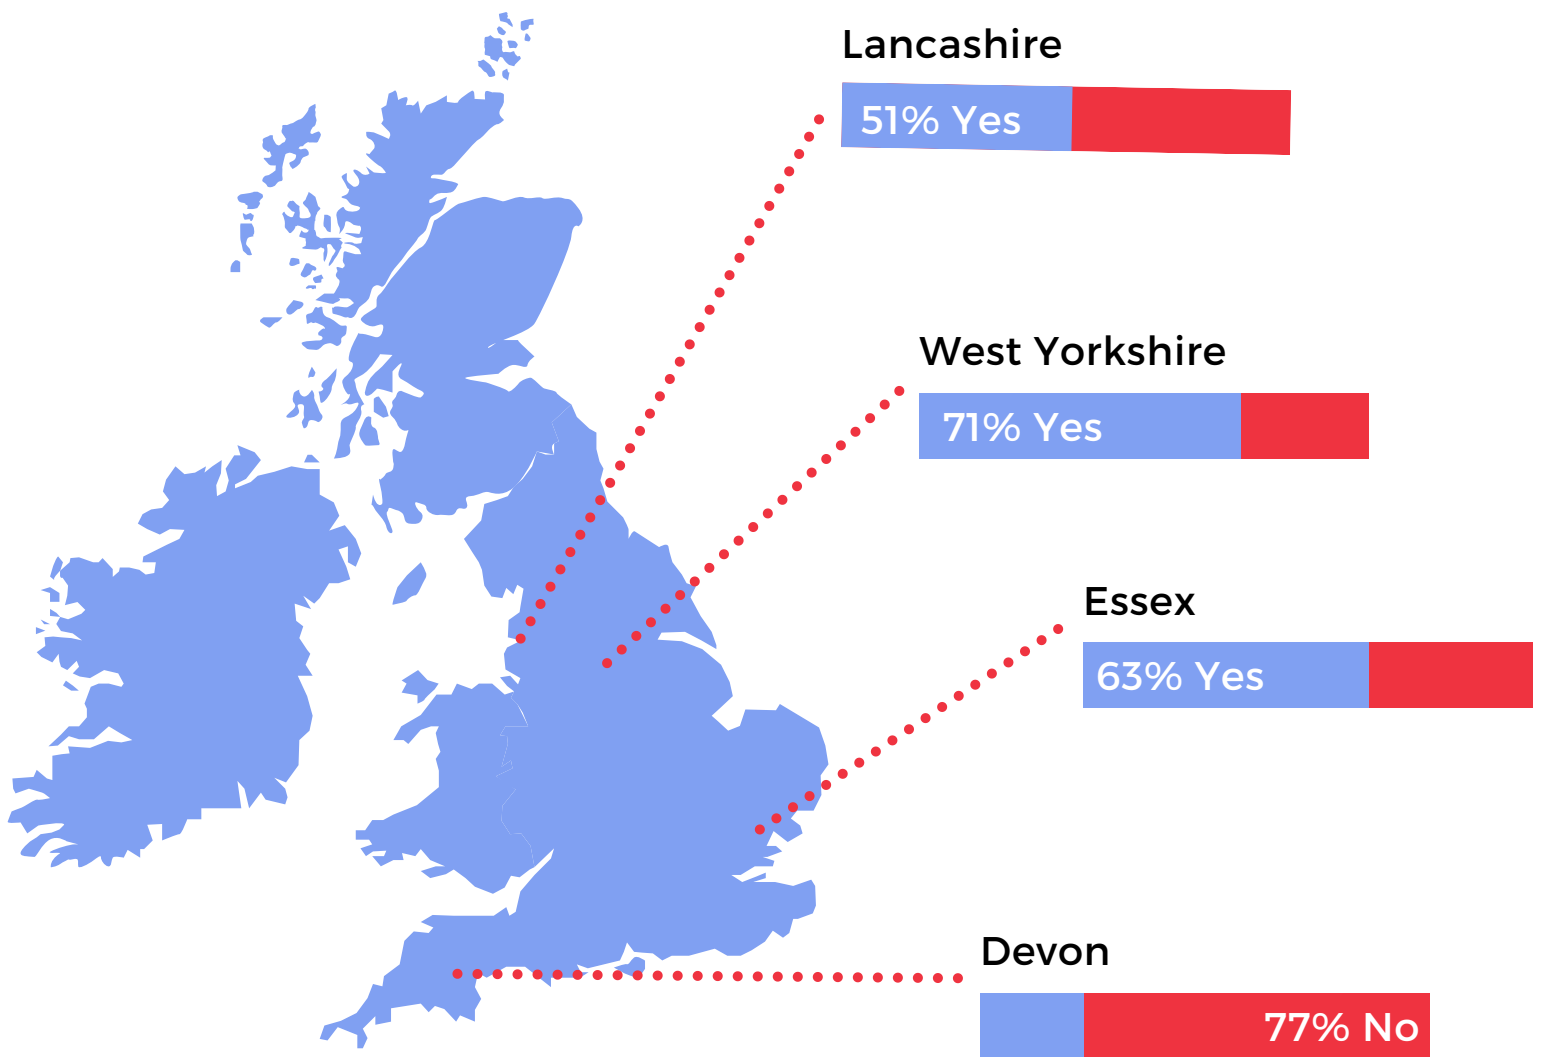 Lancashire
51% Yes
West Yorkshire
71% Yes
Essex
63% Yes
Devon
77% No